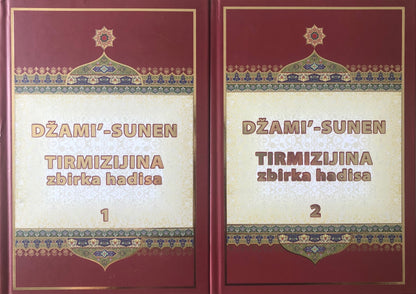 DŽAMI'-SUNEN
TIRMIZIJINA
zbirka hadisa
1
DŽAMI'-SUNEN
TIRMIZIJINA
zbirka hadisa
2